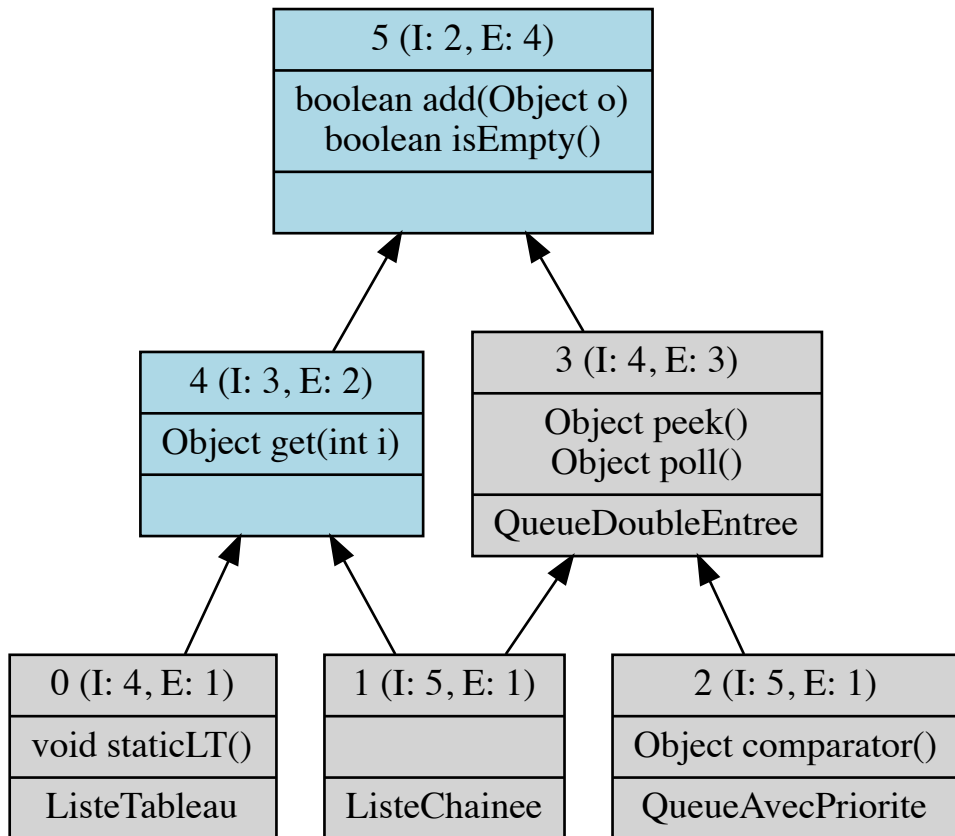 5 (I: 2, E: 4)
boolean add(Object o)
boolean isEmpty()
4 (I: 3, E: 2)
Object get(int i)
3 (I: 4, E: 3)
Object peek()
Object poll()
QueueDoubleEntree
0 (I: 4, E: 1)
void staticLT()
ListeTableau
1 (I: 5, E: 1)
ListeChainee
2 (I: 5, E: 1)
Object comparator()
QueueAvecPriorite